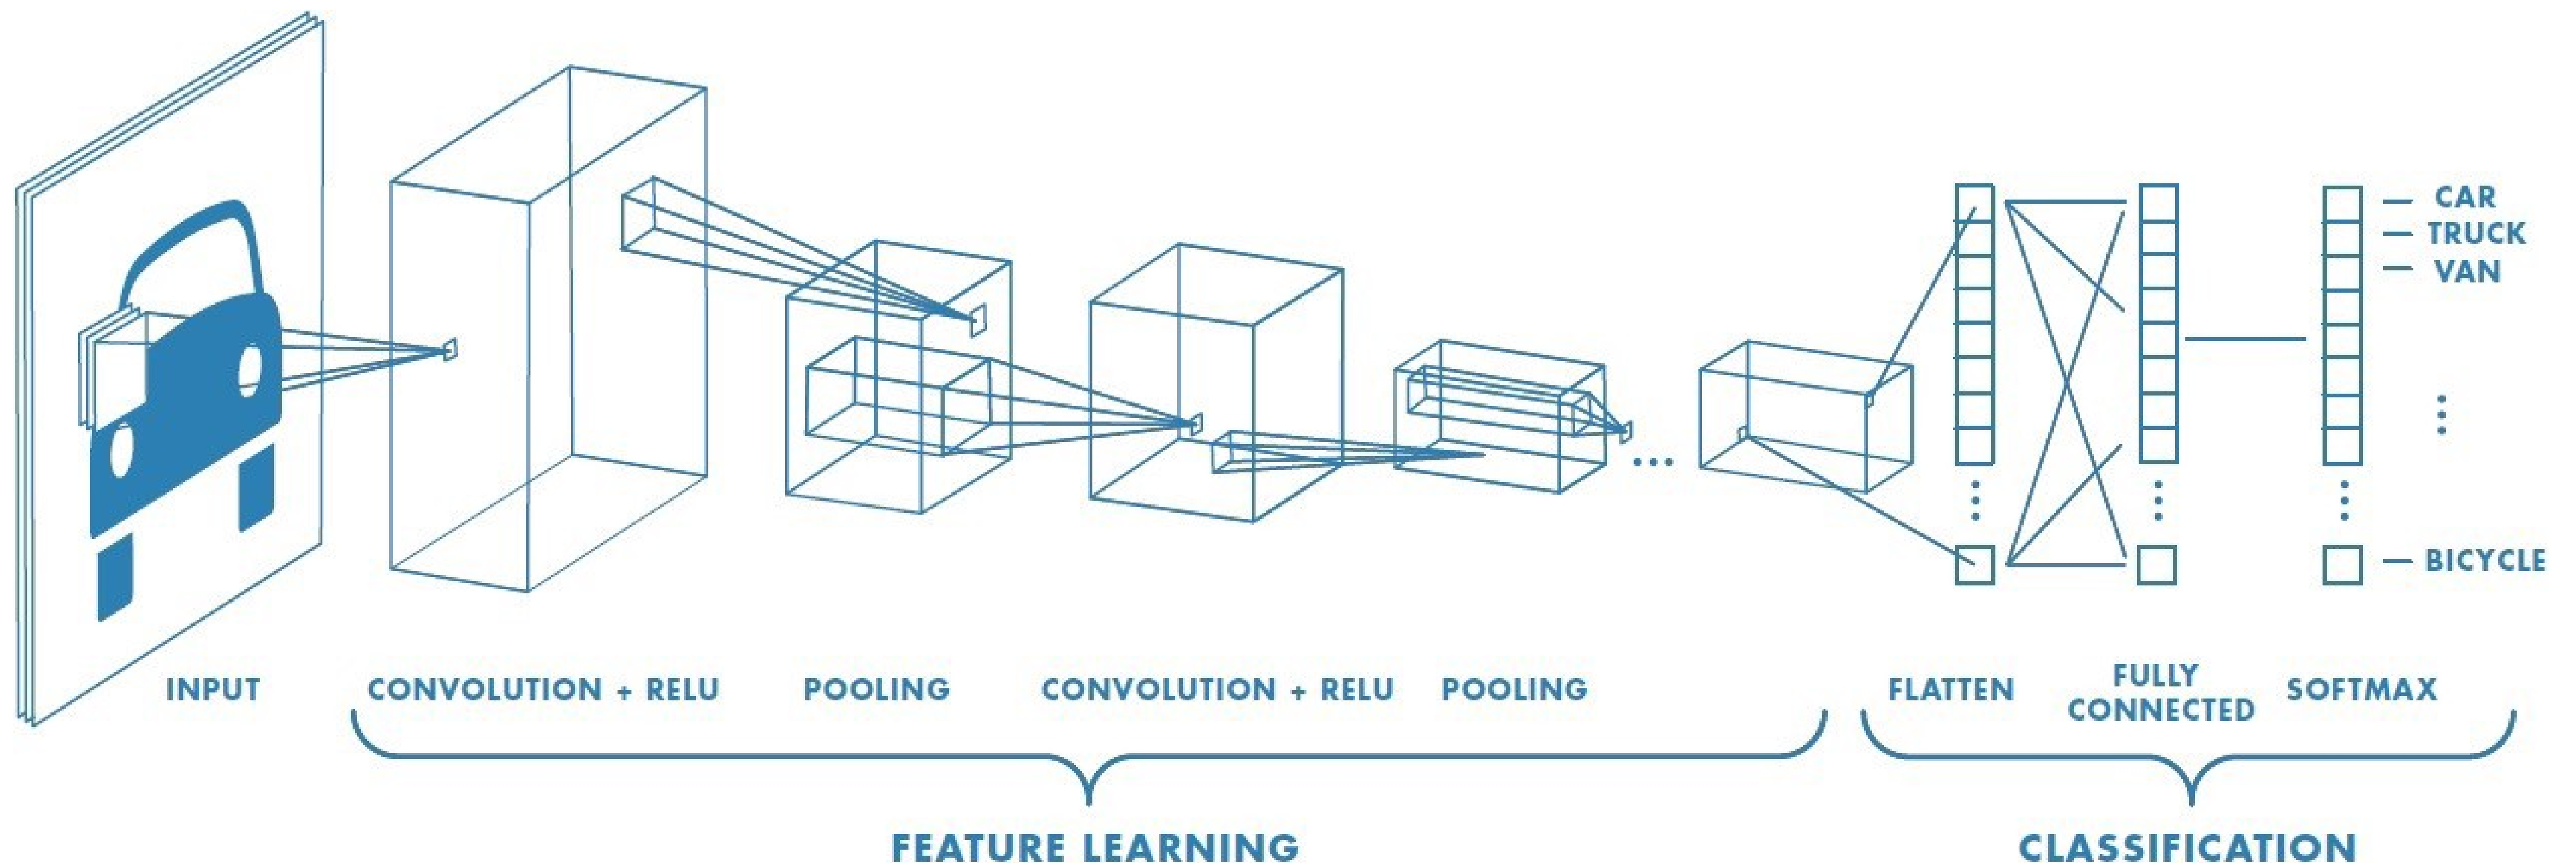 CAR
TRUCK
VAN
BICYCLE
INPUT
CONVOLUTION + RELU
POOLING
CONVOLUTION + RELU
POOLING
FLATTEN
FULLY
CONNECTED
SOFTMAX
FEATURE LEARNING
CLASSIFICATION